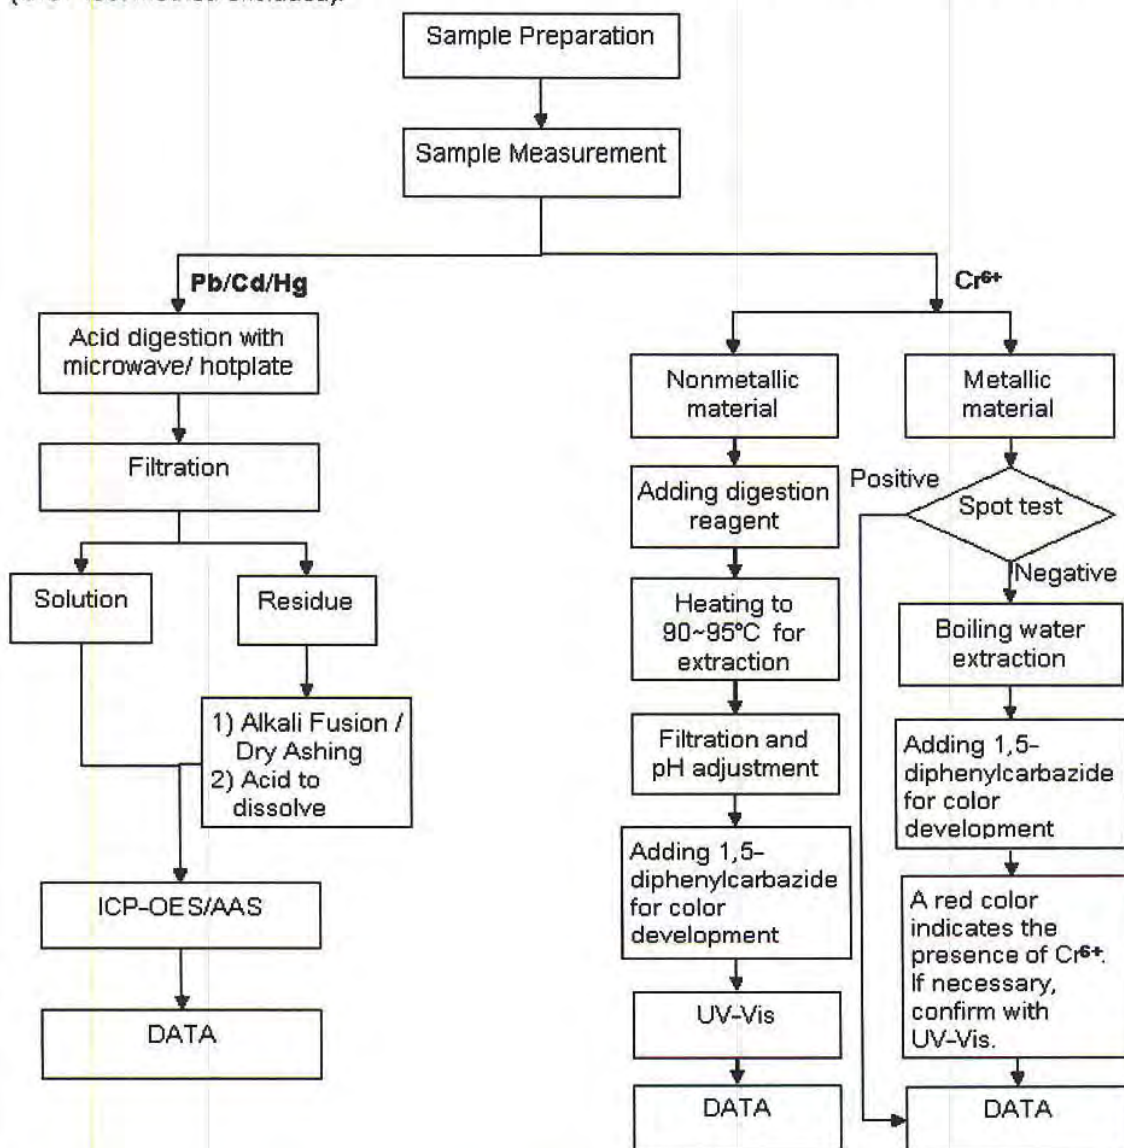 Sample Preparation
Sample Measurement
Pb/Cd/Hg
Cr⁶⁺
Acid digestion with
microwave/ hotplate
Filtration
Solution
Residue
1) Alkali Fusion /
Dry Ashing
2) Acid to
dissolve
ICP-OES/AAS
DATA
Nonmetallic
material
Adding digestion
reagent
Heating to
90~95°C for
extraction
Filtration and
pH adjustment
Adding 1,5-
diphenylcarbazide
for color
development
UV-Vis
DATA
Metallic
material
Positive
Spot test
Negative
Boiling water
extraction
Adding 1,5-
diphenylcarbazide
for color
development
A red color
indicates the
presence of Cr⁶⁺.
If necessary,
confirm with
UV-Vis.
DATA